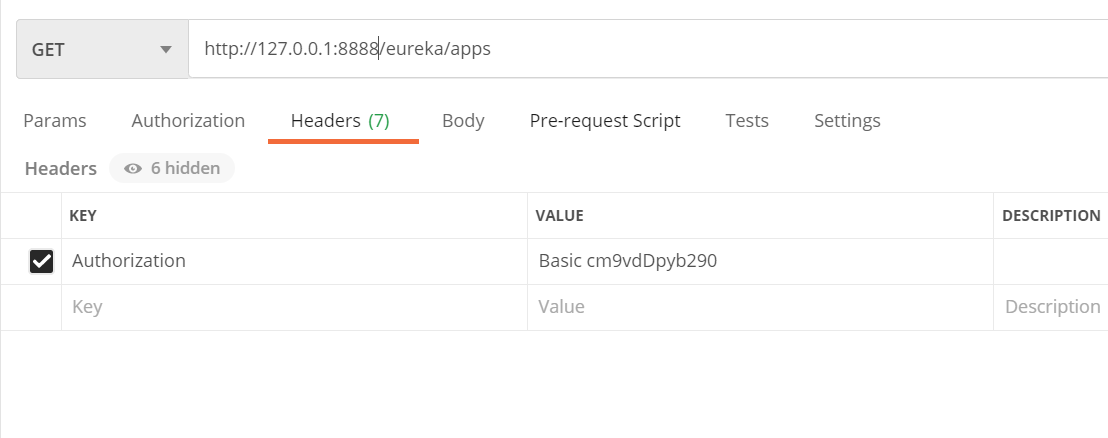 GET http://127.0.0.1:8888/eureka/apps
Params Authorization Headers (7) Body Pre-request Script Tests Settings
Headers 6 hidden
KEY VALUE DESCRIPTION
Authorization Basic cm9vdDpyb290
Key Value Description